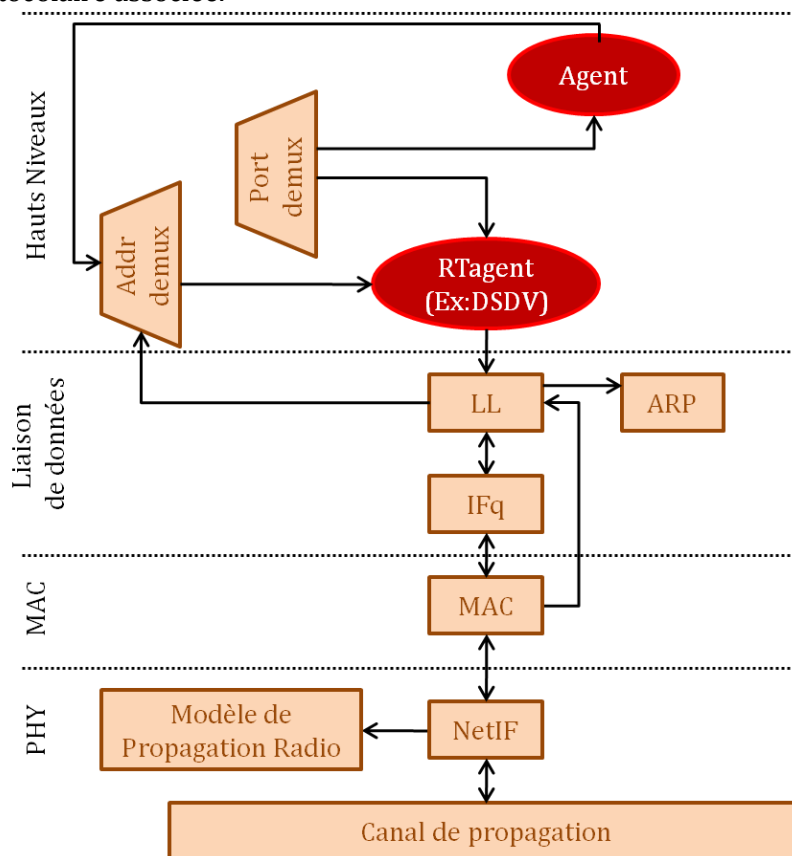 Hauts Niveaux
Agent
Port
demux
Addr
demux
RTagent
(Ex:DSDV)
Liaison
de données
LL
ARP
IFq
MAC
MAC
PHY
Modèle de
Propagation Radio
NetIF
Canal de propagation